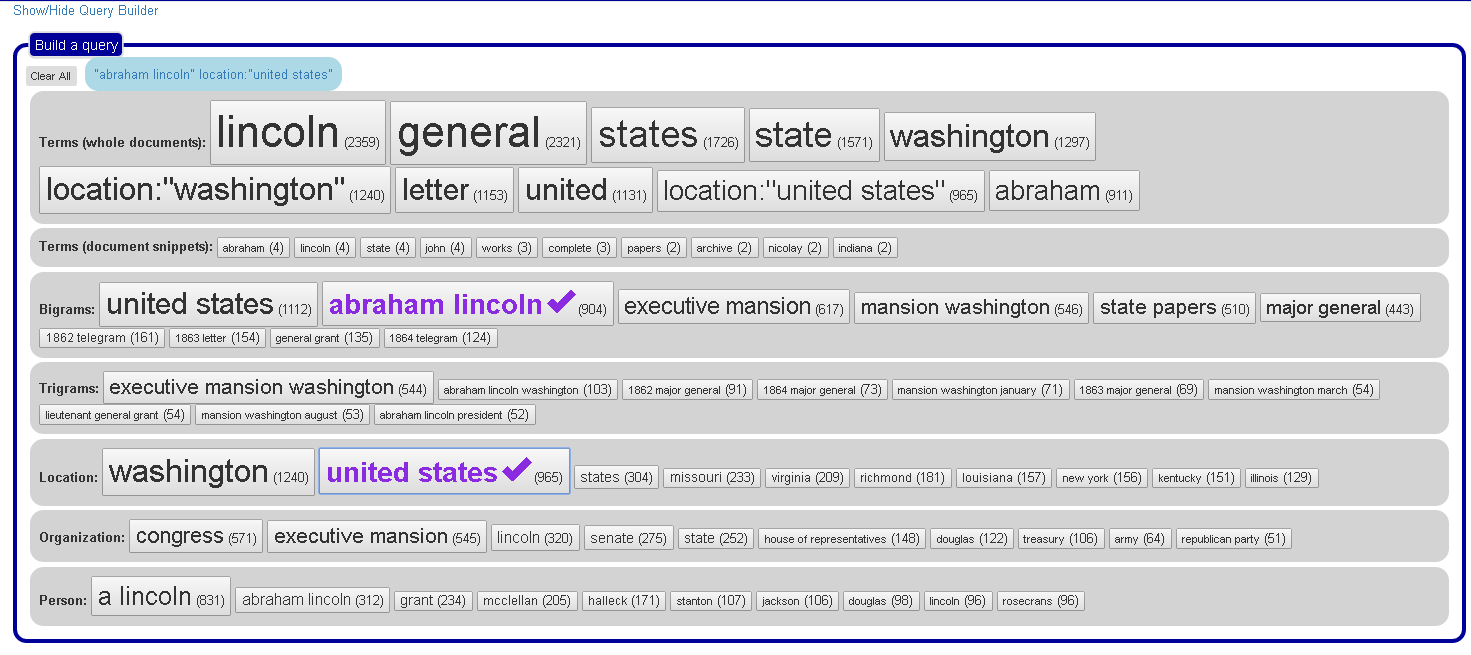 Show/Hide Query Builder
Build a query
Clear All "abraham lincoln" location:"united states"
Terms (whole documents): lincoln (2359) general (2321) states (1726) state (1571) washington (1297)
location:"washington" (1240) letter (1153) united (1131) location:"united states" (965) abraham (911)
Terms (document snippets): abraham (4) lincoln (4) state (4) john (4) works (3) complete (3) papers (2) archive (2) nicolay (2) indiana (2)
Bigrams: united states (1112) abraham lincoln (904) executive mansion (617) mansion washington (546) state papers (510) major general (443)
1862 telegram (161) 1863 letter (154) general grant (135) 1864 telegram (124)
Trigrams: executive mansion washington (544) abraham lincoln washington (103) 1862 major general (91) 1864 major general (73) mansion washington january (71) 1863 major general (69) mansion washington march (54)
lieutenant general grant (54) mansion washington august (53) abraham lincoln president (52)
Location: washington (1240) united states (965) states (304) missouri (233) virginia (209) richmond (181) louisiana (157) new york (156) kentucky (151) illinois (129)
Organization: congress (571) executive mansion (545) lincoln (320) senate (275) state (252) house of representatives (148) douglas (122) treasury (106) army (64) republican party (51)
Person: a lincoln (831) abraham lincoln (312) grant (234) mcclellan (205) halleck (171) stanton (107) jackson (106) douglas (98) lincoln (96) rosecrans (96)